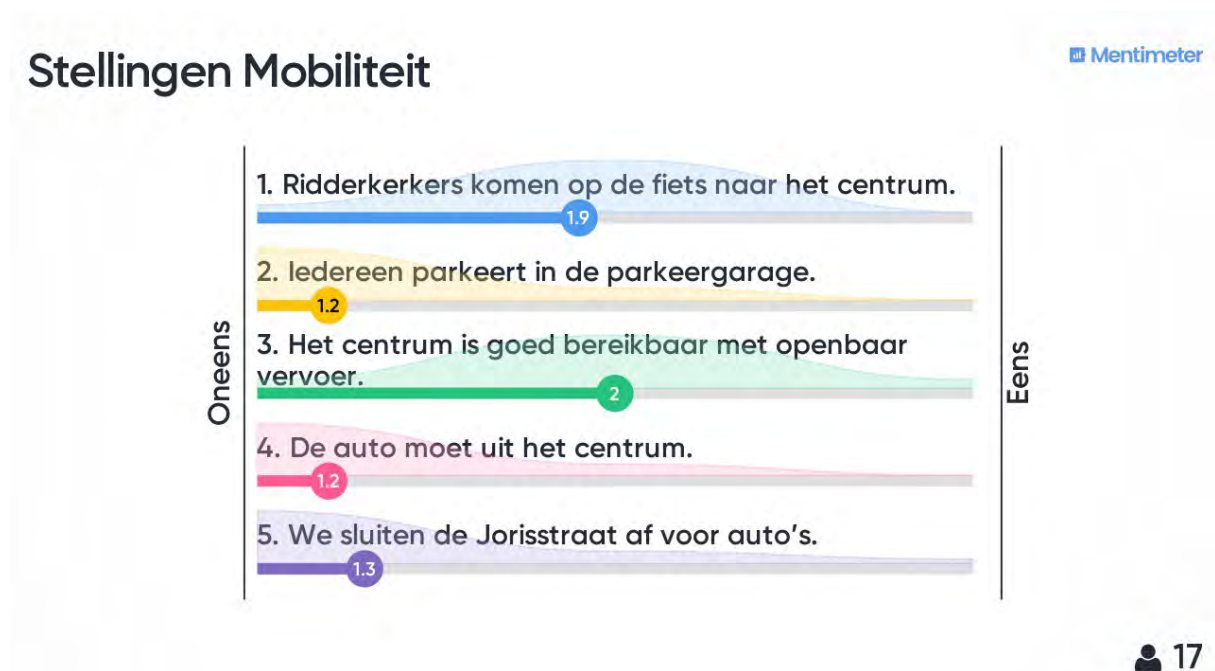 Stellingen Mobiliteit
Mentimeter
1. Ridderkerkers komen op de fiets naar het centrum.
1.9
2. Iedereen parkeert in de parkeergarage.
1.2
3. Het centrum is goed bereikbaar met openbaar
vervoer.
2
4. De auto moet uit het centrum.
1.2
5. We sluiten de Jorisstraat af voor auto's.
1.3
Oneens
Eens
17